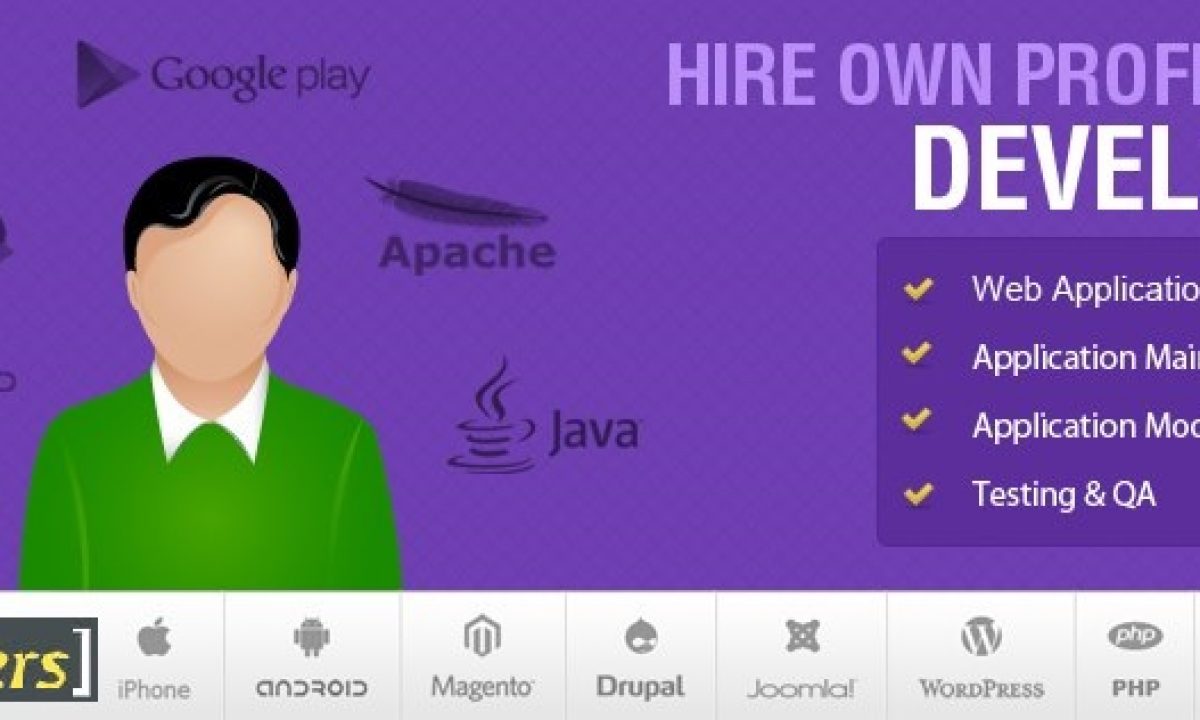 Google play
HIRE OWN PROF
DEVEL
Apache
Web Applicatio
Application Mai
Java
Application Mod
Testing & QA
ers]
iPhone
ANDROID
Magento
Drupal
Joomla!
WORDPRESS
php
PHP